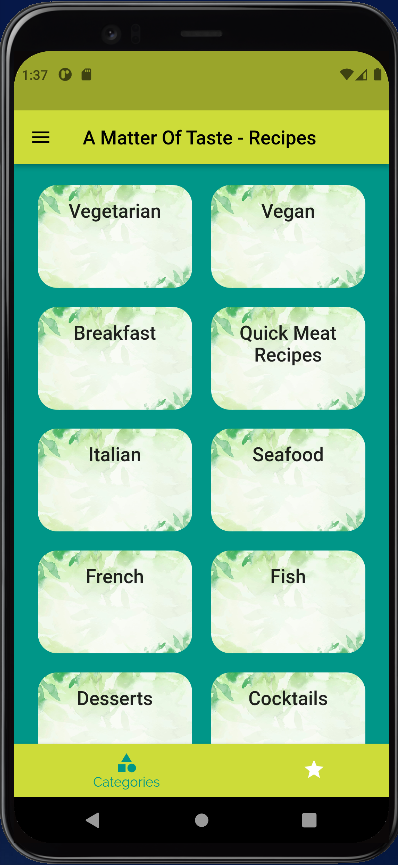 1:37
A Matter Of Taste - Recipes
Vegetarian
Vegan
Breakfast
Quick Meat
Recipes
Italian
Seafood
French
Fish
Desserts
Cocktails
Categories